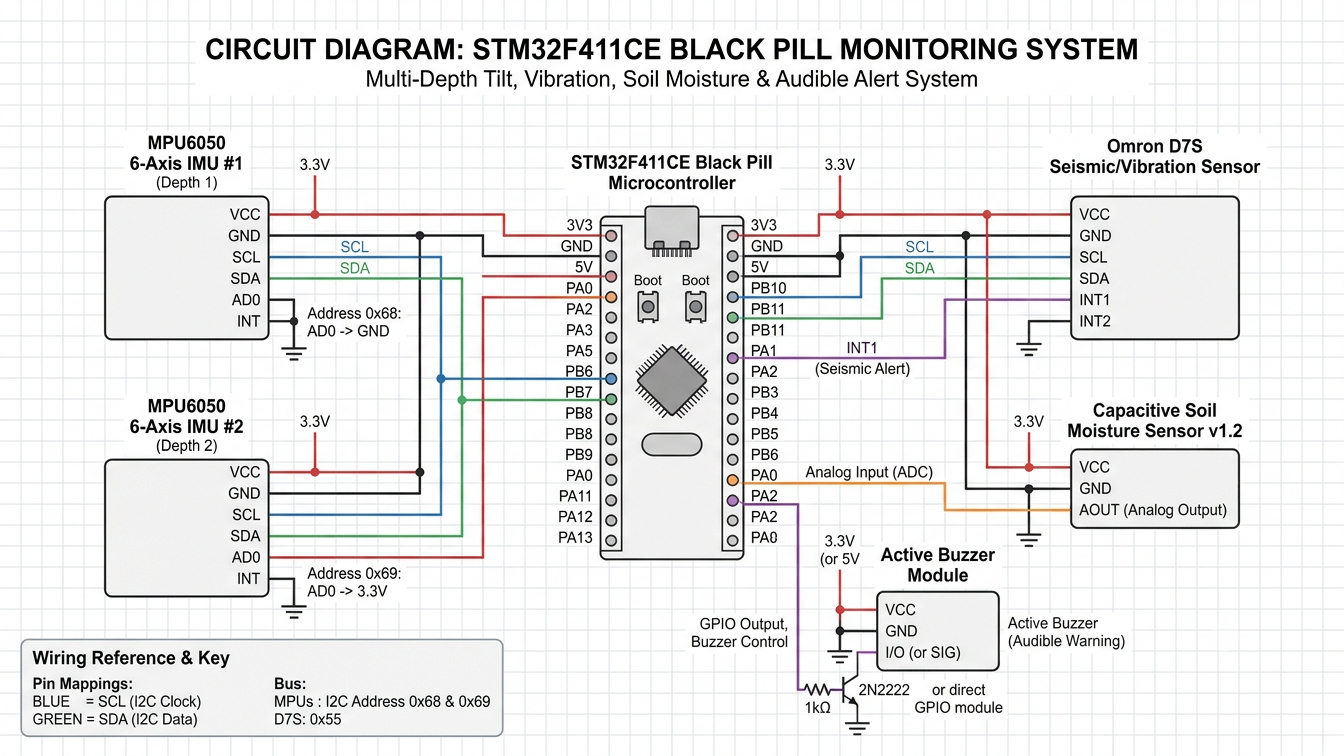 CIRCUIT DIAGRAM: STM32F411CE BLACK PILL MONITORING SYSTEM
Multi-Depth Tilt, Vibration, Soil Moisture & Audible Alert System
MPU6050
6-Axis IMU #1
(Depth 1)
3.3V
VCC
GND
SCL
SDA
AD0
INT
SCL
SDA
Address 0x68:
AD0 -> GND
MPU6050
6-Axis IMU #2
(Depth 2)
3.3V
VCC
GND
SCL
SDA
AD0
INT
Address 0x69:
AD0 -> 3.3V
STM32F411CE Black Pill
Microcontroller
3V3
GND
5V
PA0
PA2
PA3
PA5
PB6
PB7
PB8
PB8
PB9
PA0
PA11
PA12
PA13
Boot
Boot
3V3
GND
5V
PB10
PB11
PB11
PA1
PA2
PB3
PB4
PB5
PB6
PA0
PA2
PA2
PA0
3.3V
SCL
SDA
INT1
(Seismic Alert)
Analog Input (ADC)
Omron D7S
Seismic/Vibration Sensor
VCC
GND
SCL
SDA
INT1
INT2
3.3V
Capacitive Soil
Moisture Sensor v1.2
VCC
GND
AOUT (Analog Output)
3.3V
(or 5V
Active Buzzer
Module
VCC
GND
I/O (or SIG)
Active Buzzer
(Audible Warning)
GPIO Output,
Buzzer Control
1kΩ
2N2222
or direct
GPIO module
Wiring Reference & Key
Pin Mappings:
BLUE = SCL (I2C Clock)
GREEN = SDA (I2C Data)
Bus:
MPUs : I2C Address 0x68 & 0x69
D7S: 0x55